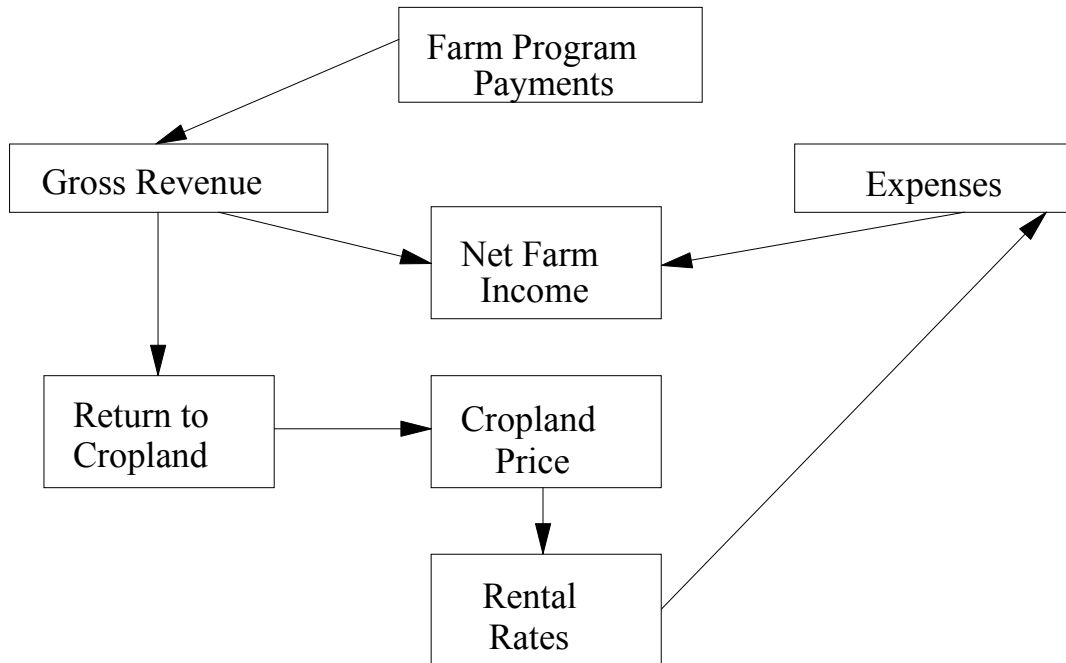 Farm Program
Payments
Gross Revenue
Expenses
Net Farm
Income
Return to
Cropland
Cropland
Price
Rental
Rates